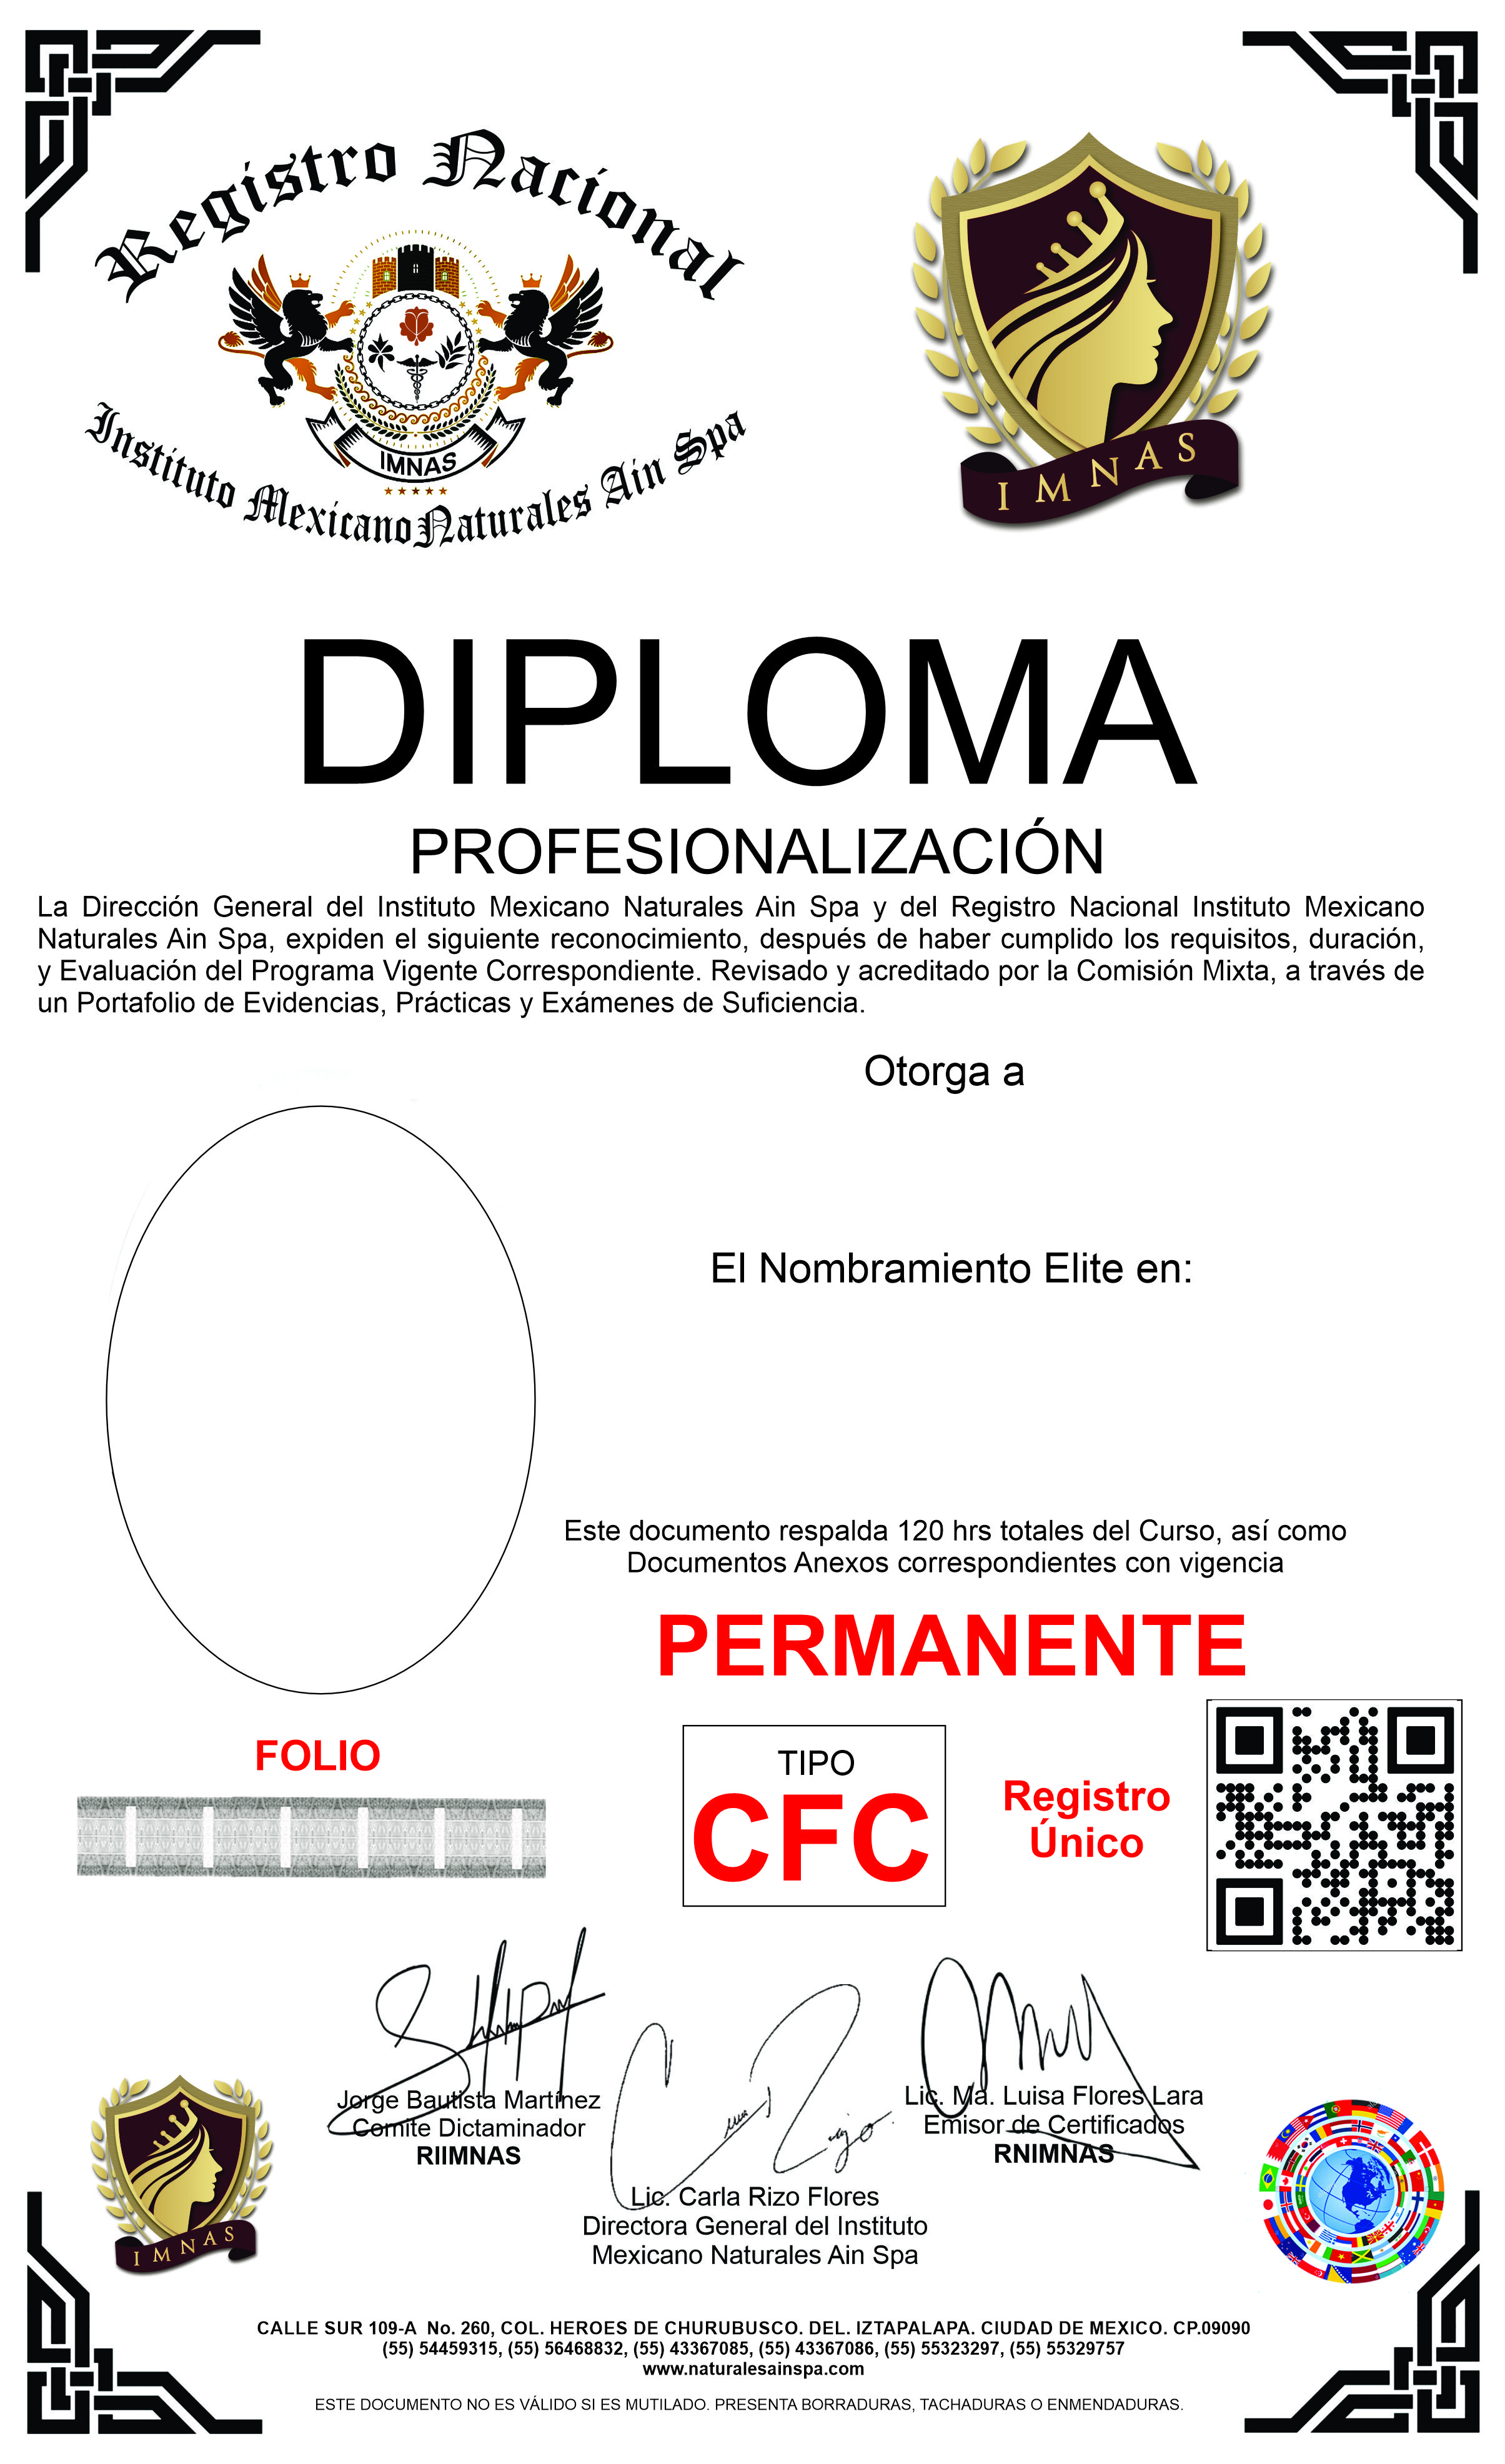 Registro Nacional
IMNAS
Instituto Mexicano Naturales Ain Spa
IMNAS
DIPLOMA
PROFESIONALIZACIÓN
La Dirección General del Instituto Mexicano Naturales Ain Spa y del Registro Nacional Instituto Mexicano
Naturales Ain Spa, expiden el siguiente reconocimiento, después de haber cumplido los requisitos, duración,
y Evaluación del Programa Vigente Correspondiente. Revisado y acreditado por la Comisión Mixta, a través de
un Portafolio de Evidencias, Prácticas y Exámenes de Suficiencia.
Otorga a
El Nombramiento Elite en:
Este documento respalda 120 hrs totales del Curso, así como
Documentos Anexos correspondientes con vigencia
PERMANENTE
FOLIO
TIPO
CFC
Registro
Único
Jorge Bautista Martínez
Comite Dictaminador
RIIMNAS
Lic. Carla Rizo Flores
Directora General del Instituto
Mexicano Naturales Ain Spa
Lic. Ma. Luisa Flores Lara
Emisor de Certificados
RNIMNAS
IMNAS
CALLE SUR 109-A No. 260, COL. HEROES DE CHURUBUSCO. DEL. IZTAPALAPA. CIUDAD DE MEXICO. CP.09090
(55) 54459315, (55) 56468832, (55) 43367085, (55) 43367086, (55) 55323297, (55) 55329757
www.naturalesainspa.com
ESTE DOCUMENTO NO ES VÁLIDO SI ES MUTILADO. PRESENTA BORRADURAS, TACHADURAS O ENMENDADURAS.